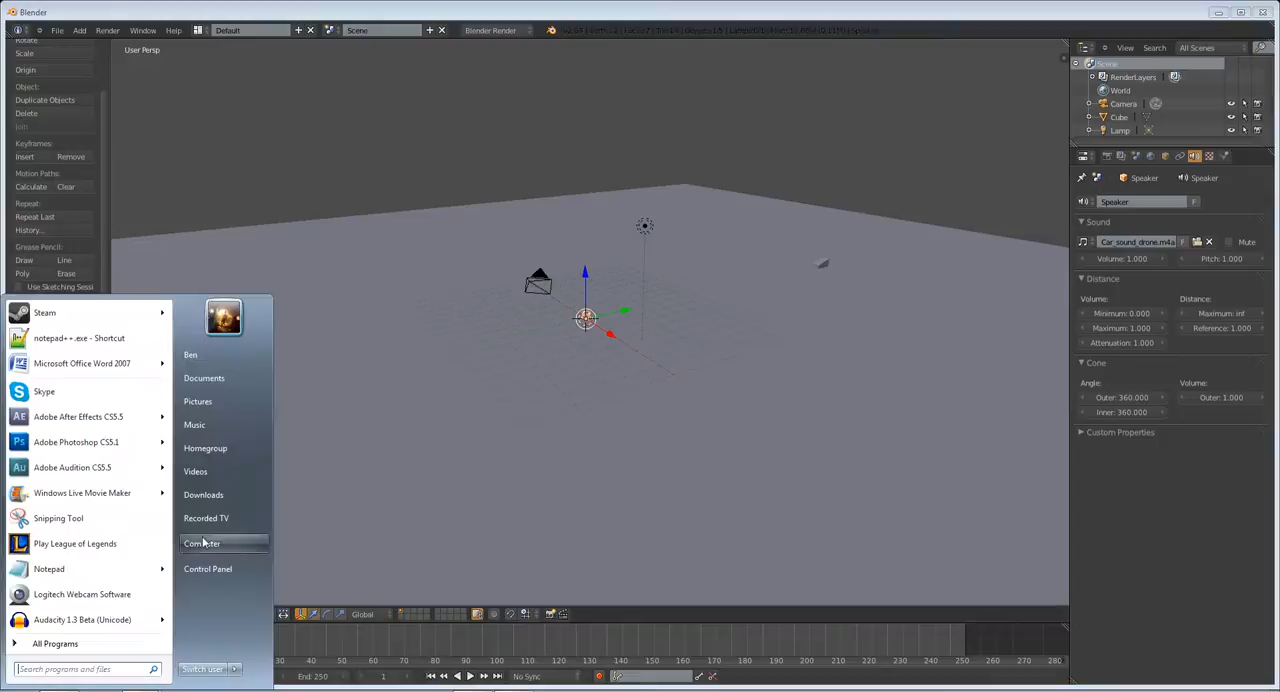 Blender
File Add Render Window Help Default Scene Blender Render
User Persp
Rotate
Scale
Origin
Object:
Duplicate Objects
Delete
Join
Keyframes:
Insert Remove
Motion Paths:
Calculate Clear
Repeat:
Repeat Last
History...
Grease Pencil:
Draw Line
Poly Erase
Use Sketching Sessi
Steam
notepad++.exe - Shortcut
Microsoft Office Word 2007
Skype
Adobe After Effects CS5.5
Adobe Photoshop CS5.1
Adobe Audition CS5.5
Windows Live Movie Maker
Snipping Tool
Play League of Legends
Notepad
Logitech Webcam Software
Audacity 1.3 Beta (Unicode)
All Programs
Search programs and files
Ben
Documents
Pictures
Music
Homegroup
Videos
Downloads
Recorded TV
Computer
Control Panel
Switch user
Global
30 40 50 60 70 80 90 100 110 120 130 140 150 160 170 180 190 200 210 220 230 240 250 260 270 280
End: 250 1 No Sync
View Search All Scenes
Scene
RenderLayers
World
Camera
Cube
Lamp
Speaker Speaker
Speaker F
Sound
Car_sound_drone.m4a F Mute
Volume: 1.000 Pitch: 1.000
Distance
Volume: Distance:
Minimum: 0.000 Maximum: inf
Maximum: 1.000 Reference: 1.000
Attenuation: 1.000
Cone
Angle: Volume:
Outer: 360.000 Outer: 1.000
Inner: 360.000
Custom Properties